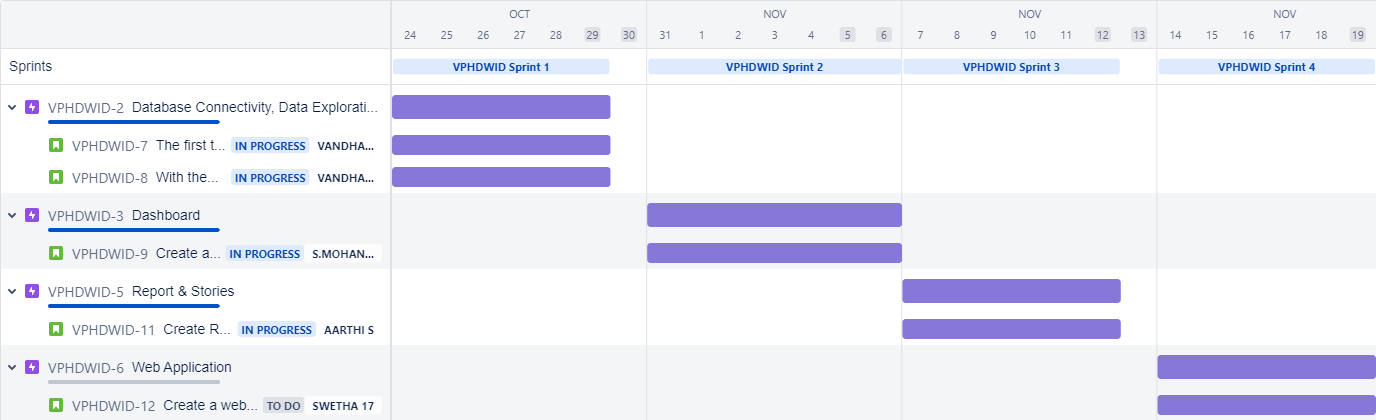 OCT NOV NOV NOV
24 25 26 27 28 29 30 31 1 2 3 4 5 6 7 8 9 10 11 12 13 14 15 16 17 18 19
Sprints VPHDWID Sprint 1 VPHDWID Sprint 2 VPHDWID Sprint 3 VPHDWID Sprint 4
VPHDWID-2 Database Connectivity, Data Explorati...
VPHDWID-7 The first t... IN PROGRESS VANDHA...
VPHDWID-8 With the... IN PROGRESS VANDHA...
VPHDWID-3 Dashboard
VPHDWID-9 Create a... IN PROGRESS S.MOHAN...
VPHDWID-5 Report & Stories
VPHDWID-11 Create R... IN PROGRESS AARTHI S
VPHDWID-6 Web Application
VPHDWID-12 Create a web... TO DO SWETHA 17